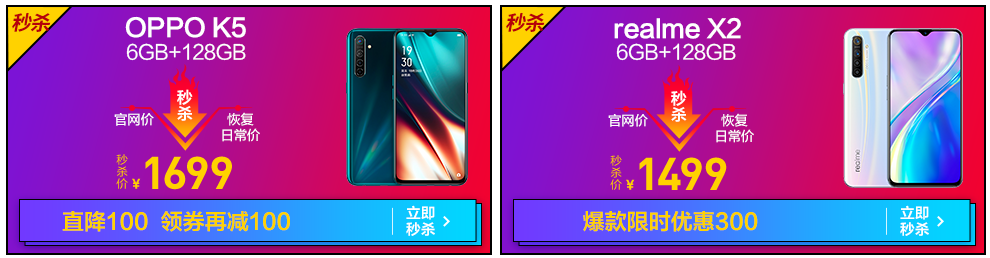 秒杀
OPPO K5
6GB+128GB
秒杀
官网价
恢复
日常价
秒杀价 ¥1699
直降100 领券再减100
立即
秒杀
19
30
秒杀
realme X2
6GB+128GB
秒杀
官网价
恢复
日常价
秒杀价 ¥1499
爆款限时优惠300
立即
秒杀
realme